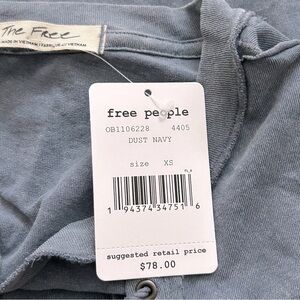 The Free
MADE IN VIETNAM / FABRIQUÉ AU VIETNAM
free people
OB1106228 4405
DUST NAVY
size XS
1 94374 34751 6
suggested retail price
$78.00